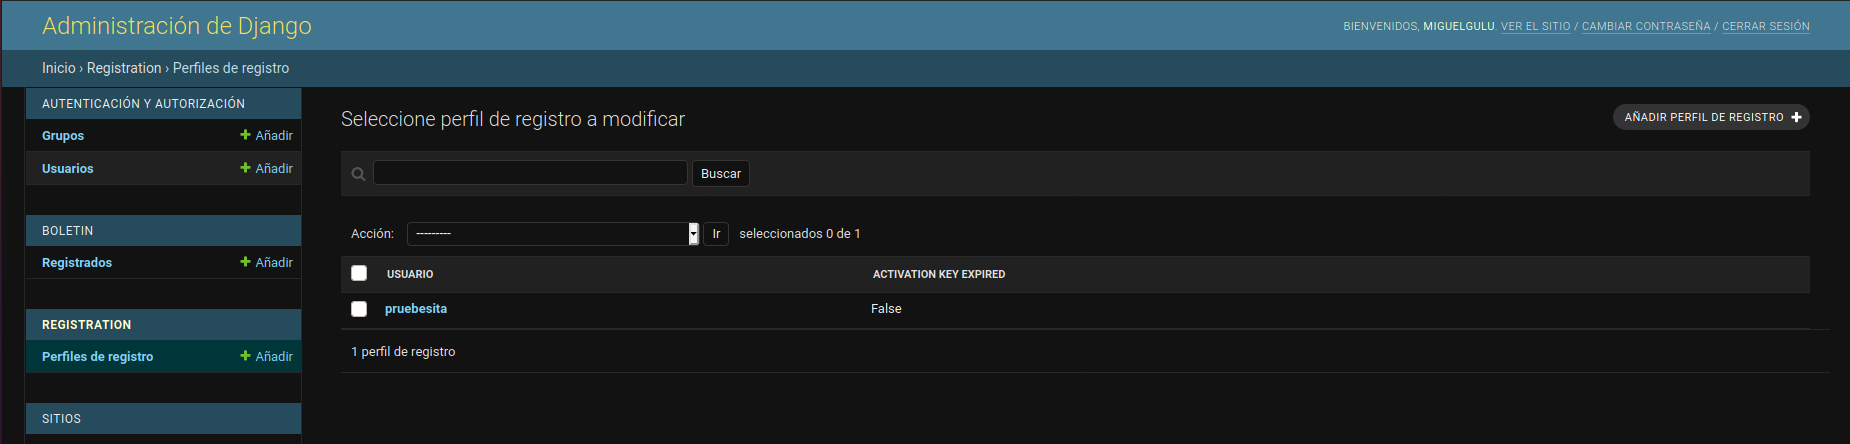 Administración de Django
BIENVENIDOS, MIGUELGULU. VER EL SITIO / CAMBIAR CONTRASEÑA / CERRAR SESIÓN
Inicio › Registration › Perfiles de registro
AUTENTICACIÓN Y AUTORIZACIÓN
Grupos + Añadir
Usuarios + Añadir
BOLETIN
Registrados + Añadir
REGISTRATION
Perfiles de registro + Añadir
SITIOS
Seleccione perfil de registro a modificar
AÑADIR PERFIL DE REGISTRO +
Buscar
Acción: --------- Ir seleccionados 0 de 1
USUARIO ACTIVATION KEY EXPIRED
pruebesita False
1 perfil de registro